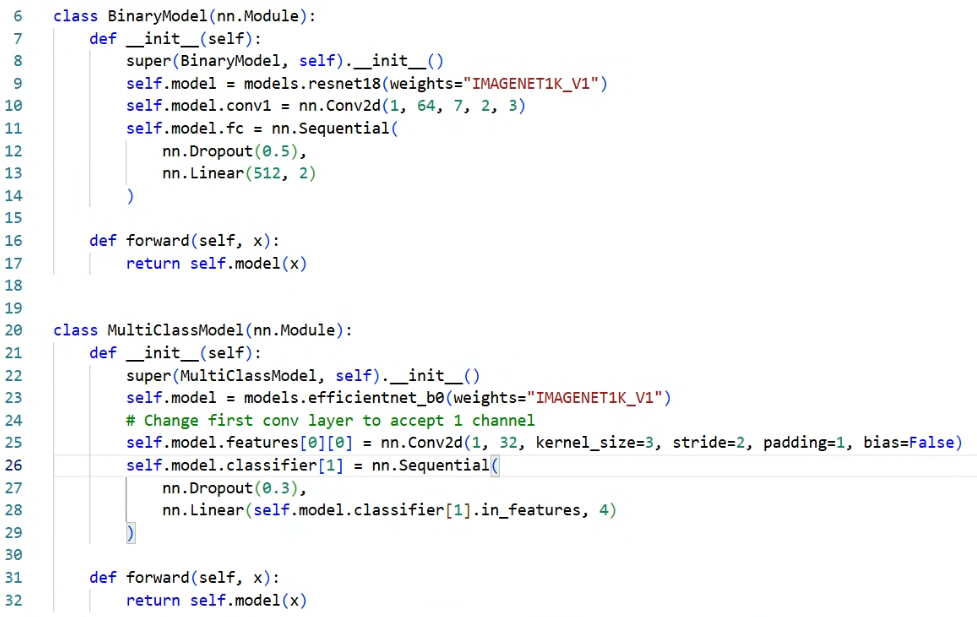 6 class BinaryModel(nn.Module):
7     def __init__(self):
8         super(BinaryModel, self).__init__()
9         self.model = models.resnet18(weights="IMAGENET1K_V1")
10         self.model.conv1 = nn.Conv2d(1, 64, 7, 2, 3)
11         self.model.fc = nn.Sequential(
12             nn.Dropout(0.5),
13             nn.Linear(512, 2)
14         )
15
16     def forward(self, x):
17         return self.model(x)
18
19
20 class MultiClassModel(nn.Module):
21     def __init__(self):
22         super(MultiClassModel, self).__init__()
23         self.model = models.efficientnet_b0(weights="IMAGENET1K_V1")
24         # Change first conv layer to accept 1 channel
25         self.model.features[0][0] = nn.Conv2d(1, 32, kernel_size=3, stride=2, padding=1, bias=False)
26         self.model.classifier[1] = nn.Sequential(
27             nn.Dropout(0.3),
28             nn.Linear(self.model.classifier[1].in_features, 4)
29         )
30
31     def forward(self, x):
32         return self.model(x)